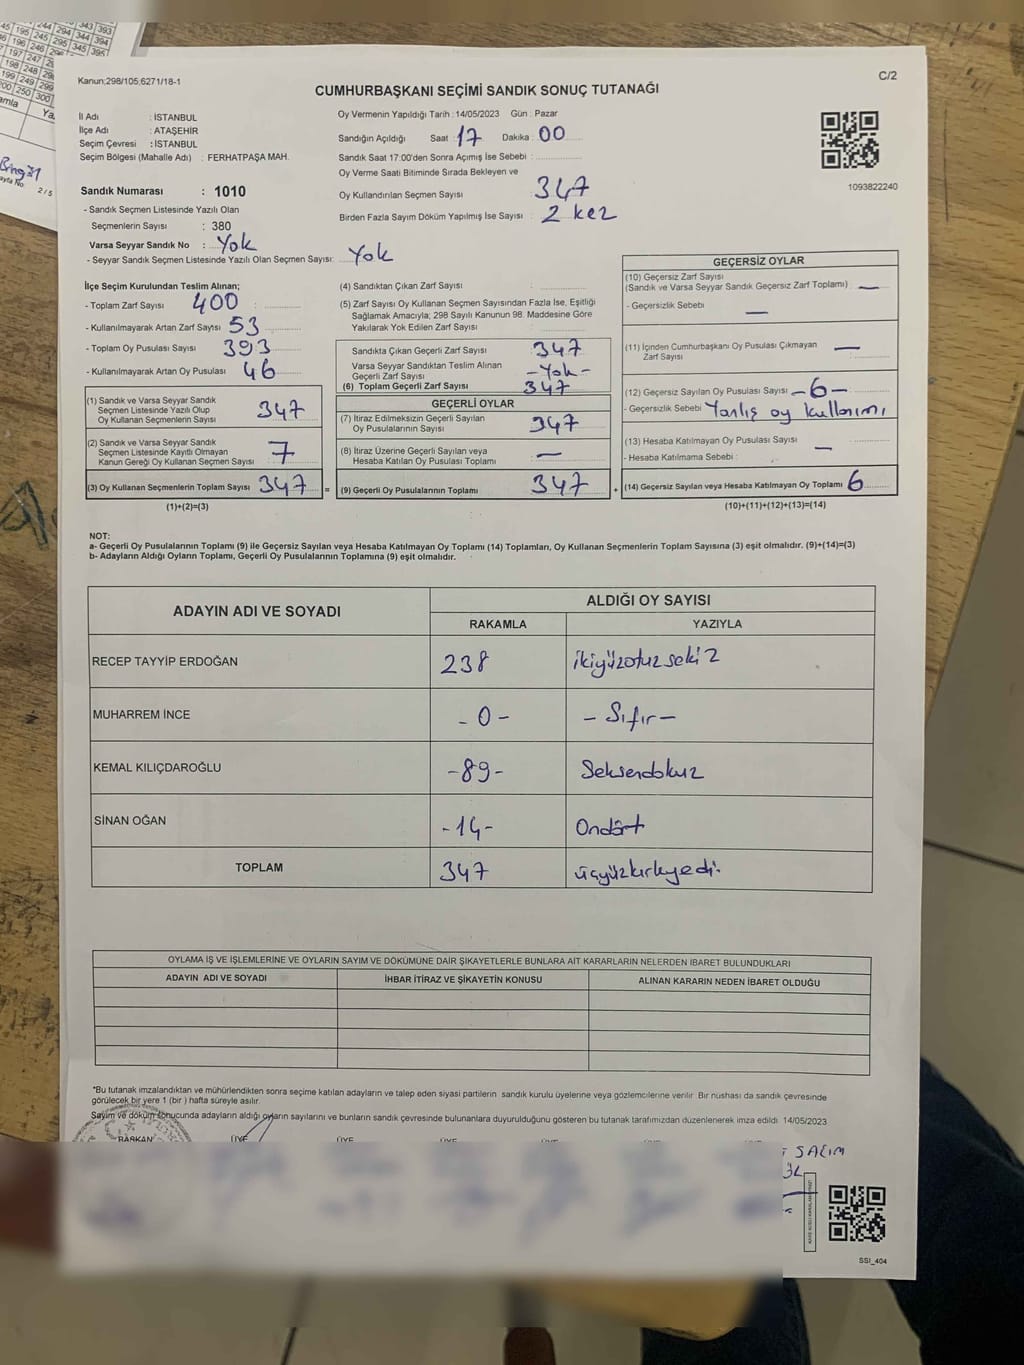 Kanun;298/105;6271/18-1
C/2
CUMHURBAŞKANI SEÇİMİ SANDIK SONUÇ TUTANAĞI
İl Adı : İSTANBUL
İlçe Adı : ATAŞEHİR
Seçim Çevresi : İSTANBUL
Seçim Bölgesi (Mahalle Adı) : FERHATPAŞA MAH.
Oy Vermenin Yapıldığı Tarih : 14/05/2023 Gün : Pazar
Sandığın Açıldığı Saat : 17 Dakika : 00
Sandık Saat 17:00'den Sonra Açımış İse Sebebi :
Oy Verme Saati Bitiminde Sırada Bekleyen ve
Oy Kullandırılan Seçmen Sayısı : 347
Birden Fazla Sayım Döküm Yapılmış İse Sayısı : 2 kez
1093822240
Sandık Numarası : 1010
- Sandık Seçmen Listesinde Yazılı Olan
Seçmenlerin Sayısı : 380
Varsa Seyyar Sandık No : Yok
- Seyyar Sandık Seçmen Listesinde Yazılı Olan Seçmen Sayısı: Yok
İlçe Seçim Kurulundan Teslim Alınan;
- Toplam Zarf Sayısı : 400
- Kullanılmayarak Artan Zarf Sayısı : 53
- Toplam Oy Pusulası Sayısı : 393
- Kullanılmayarak Artan Oy Pusulası : 46
(1) Sandık ve Varsa Seyyar Sandık
Seçmen Listesinde Yazılı Olup
Oy Kullanan Seçmenlerin Sayısı : 347
(2) Sandık ve Varsa Seyyar Sandık
Seçmen Listesinde Kayıtlı Olmayan
Kanun Gereği Oy Kullanan Seçmen Sayısı : 7
(3) Oy Kullanan Seçmenlerin Toplam Sayısı : 347 =
(1)+(2)=(3)
(4) Sandıktan Çıkan Zarf Sayısı :
(5) Zarf Sayısı Oy Kullanan Seçmen Sayısından Fazla İse, Eşitliği
Sağlamak Amacıyla; 298 Sayılı Kanunun 98. Maddesine Göre
Yakılarak Yok Edilen Zarf Sayısı :
Sandıkta Çıkan Geçerli Zarf Sayısı : 347
Varsa Seyyar Sandıktan Teslim Alınan
Geçerli Zarf Sayısı : -Yok-
(6) Toplam Geçerli Zarf Sayısı : 347
GEÇERLİ OYLAR
(7) İtiraz Edilmeksizin Geçerli Sayılan
Oy Pusulalarının Sayısı : 347
(8) İtiraz Üzerine Geçerli Sayılan veya
Hesaba Katılan Oy Pusulası Toplamı : —
(9) Geçerli Oy Pusulalarının Toplamı : 347 +
GEÇERSİZ OYLAR
(10) Geçersiz Zarf Sayısı
(Sandık ve Varsa Seyyar Sandık Geçersiz Zarf Toplamı) : —
- Geçersizlik Sebebi : —
(11) İçinden Cumhurbaşkanı Oy Pusulası Çıkmayan
Zarf Sayısı : —
(12) Geçersiz Sayılan Oy Pusulası Sayısı : -6-
- Geçersizlik Sebebi : Yanlış oy kullanımı
(13) Hesaba Katılmayan Oy Pusulası Sayısı :
- Hesaba Katılmama Sebebi : —
(14) Geçersiz Sayılan veya Hesaba Katılmayan Oy Toplamı : 6
(10)+(11)+(12)+(13)=(14)
NOT:
a- Geçerli Oy Pusulalarının Toplamı (9) ile Geçersiz Sayılan veya Hesaba Katılmayan Oy Toplamı (14) Toplamları, Oy Kullanan Seçmenlerin Toplam Sayısına (3) eşit olmalıdır. (9)+(14)=(3)
b- Adayların Aldığı Oyların Toplamı, Geçerli Oy Pusulalarının Toplamına (9) eşit olmalıdır.
ADAYIN ADI VE SOYADI
ALDIĞI OY SAYISI
RAKAMLA YAZIYLA
RECEP TAYYİP ERDOĞAN 238 ikiyüzotuzsekiz
MUHARREM İNCE -0- -Sıfır-
KEMAL KILIÇDAROĞLU -89- Seksendokuz
SİNAN OĞAN -14- Ondört
TOPLAM 347 üçyüzkırkyedi.
OYLAMA İŞ VE İŞLEMLERİNE VE OYLARIN SAYIM VE DÖKÜMÜNE DAİR ŞİKAYETLERLE BUNLARA AİT KARARLARIN NELERDEN İBARET BULUNDUKLARI
ADAYIN ADI VE SOYADI İHBAR İTİRAZ VE ŞİKAYETİN KONUSU ALINAN KARARIN NEDEN İBARET OLDUĞU
*Bu tutanak imzalandıktan ve mühürlendikten sonra seçime katılan adayların ve talep eden siyasi partilerin sandık kurulu üyelerine veya gözlemcilerine verilir. Bir nüshası da sandık çevresinde
görülecek bir yere 1 (bir ) hafta süreyle asılır.
Sayım ve döküm sonucunda adayların aldığı oyların sayılarını ve bunların sandık çevresinde bulunanlara duyurulduğunu gösteren bu tutanak tarafımızdan düzenlenerek imza edildi. 14/05/2023
BAŞKAN ÜYE ÜYE
SSI_404